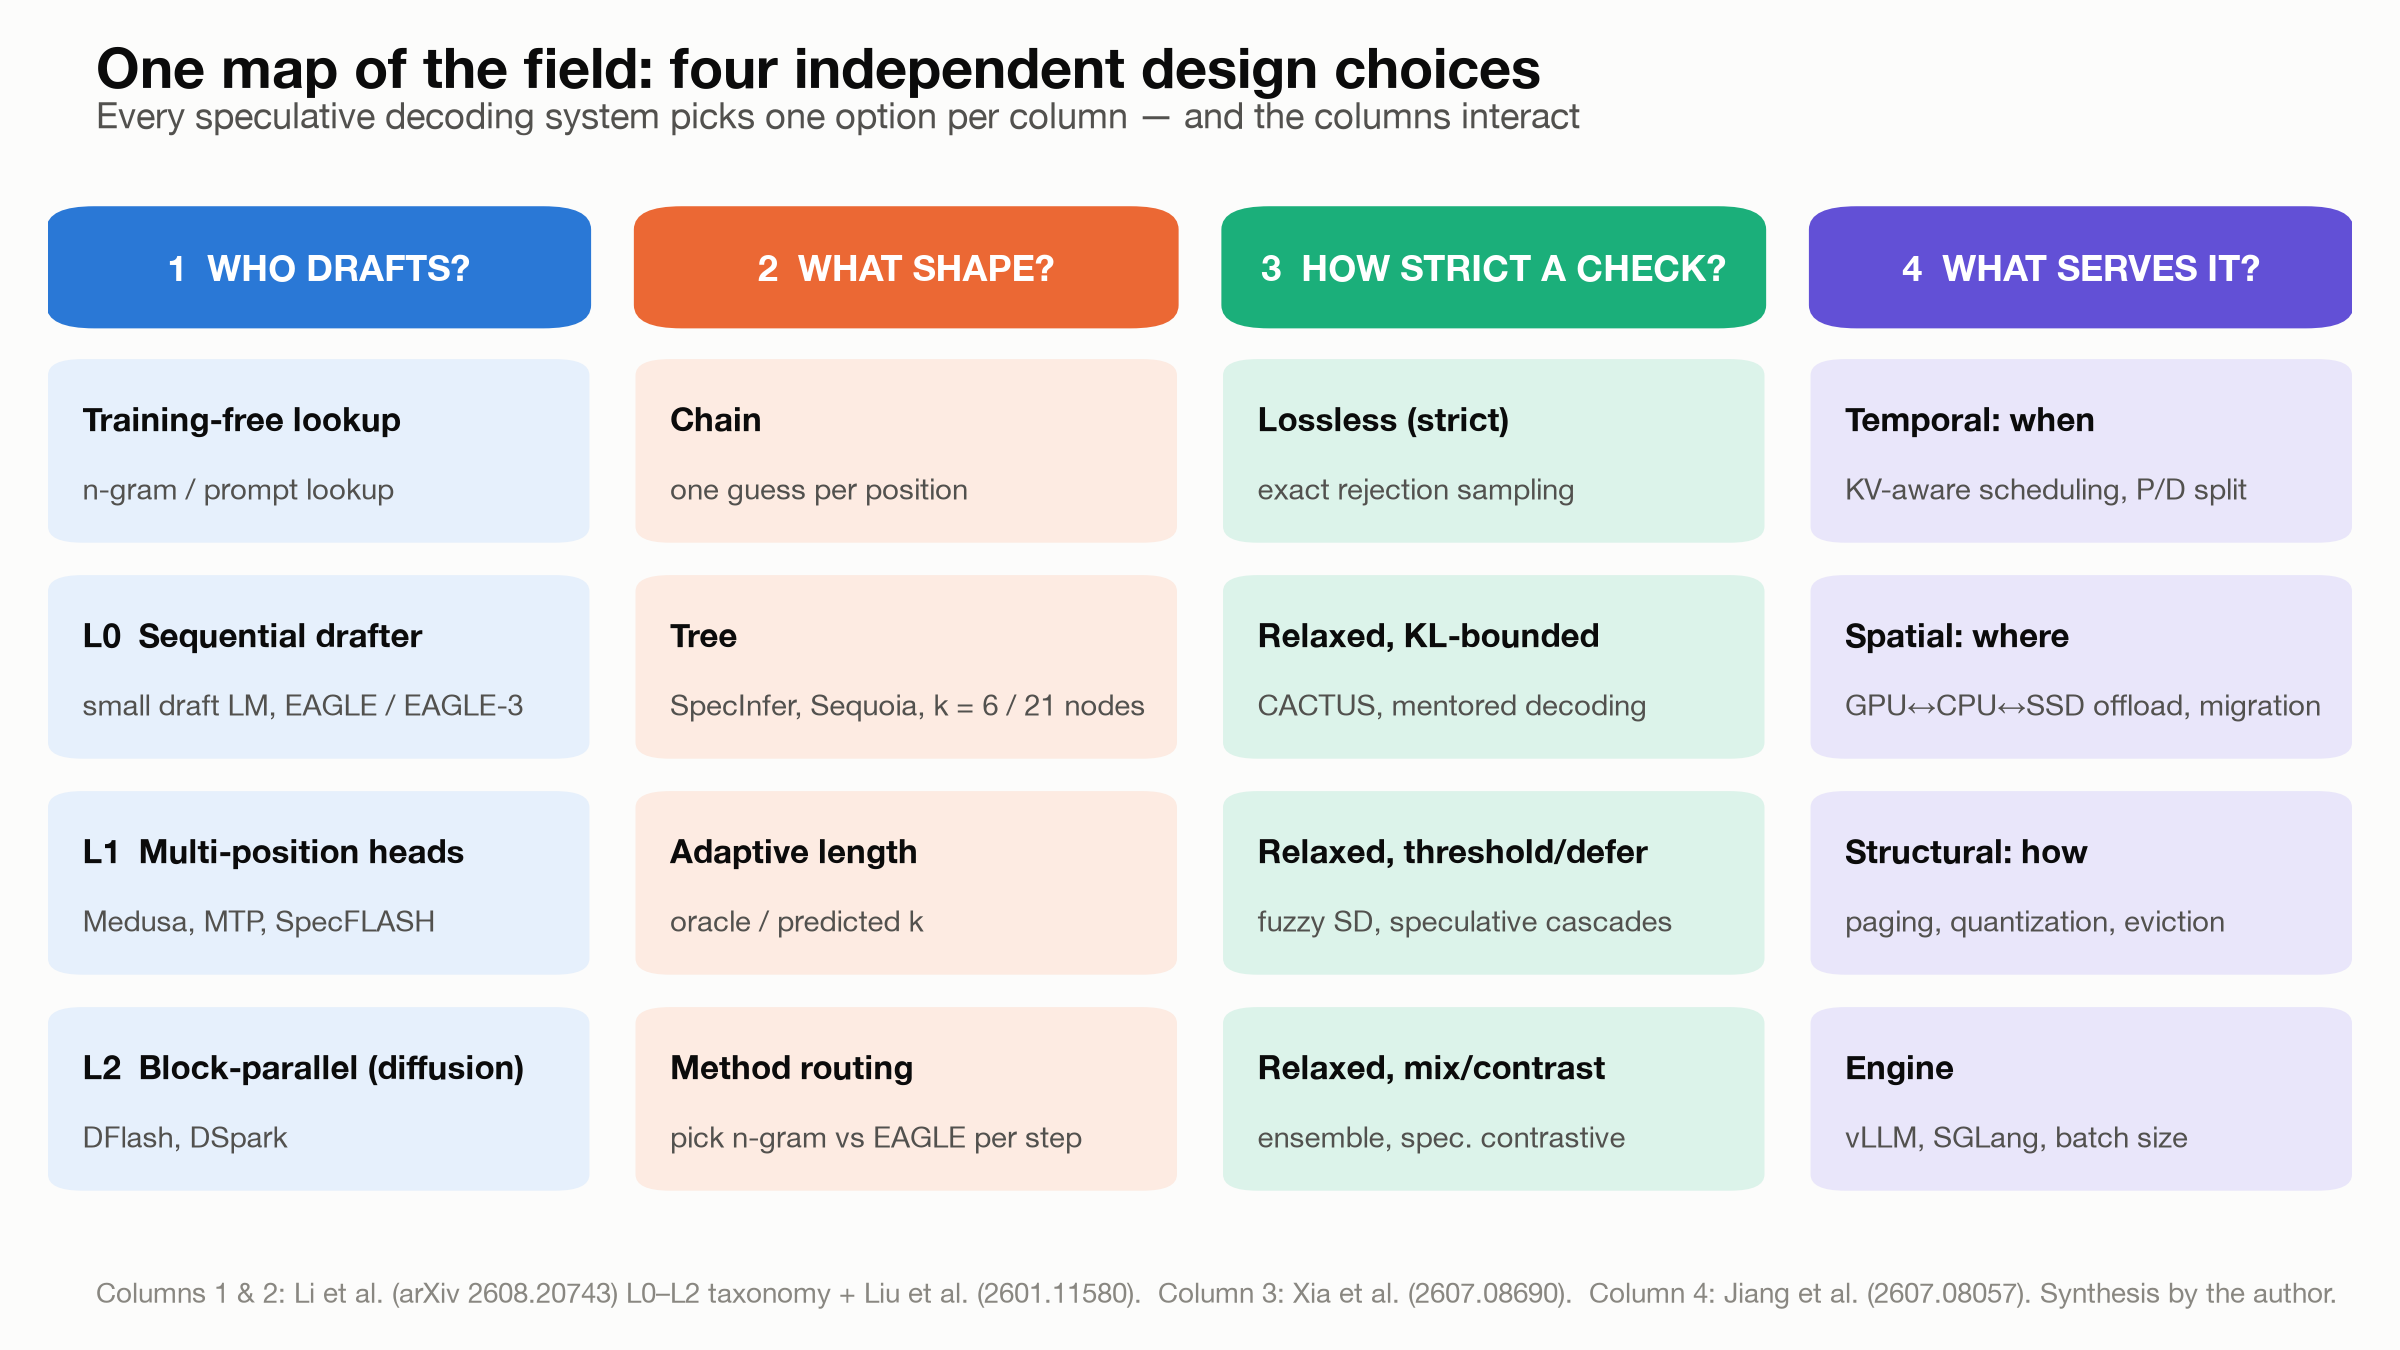 One map of the field: four independent design choices
Every speculative decoding system picks one option per column — and the columns interact
1 WHO DRAFTS?
Training-free lookup
n-gram / prompt lookup
L0 Sequential drafter
small draft LM, EAGLE / EAGLE-3
L1 Multi-position heads
Medusa, MTP, SpecFLASH
L2 Block-parallel (diffusion)
DFlash, DSpark
2 WHAT SHAPE?
Chain
one guess per position
Tree
SpecInfer, Sequoia, k = 6 / 21 nodes
Adaptive length
oracle / predicted k
Method routing
pick n-gram vs EAGLE per step
3 HOW STRICT A CHECK?
Lossless (strict)
exact rejection sampling
Relaxed, KL-bounded
CACTUS, mentored decoding
Relaxed, threshold/defer
fuzzy SD, speculative cascades
Relaxed, mix/contrast
ensemble, spec. contrastive
4 WHAT SERVES IT?
Temporal: when
KV-aware scheduling, P/D split
Spatial: where
GPU↔CPU↔SSD offload, migration
Structural: how
paging, quantization, eviction
Engine
vLLM, SGLang, batch size
Columns 1 & 2: Li et al. (arXiv 2608.20743) L0–L2 taxonomy + Liu et al. (2601.11580). Column 3: Xia et al. (2607.08690). Column 4: Jiang et al. (2607.08057). Synthesis by the author.